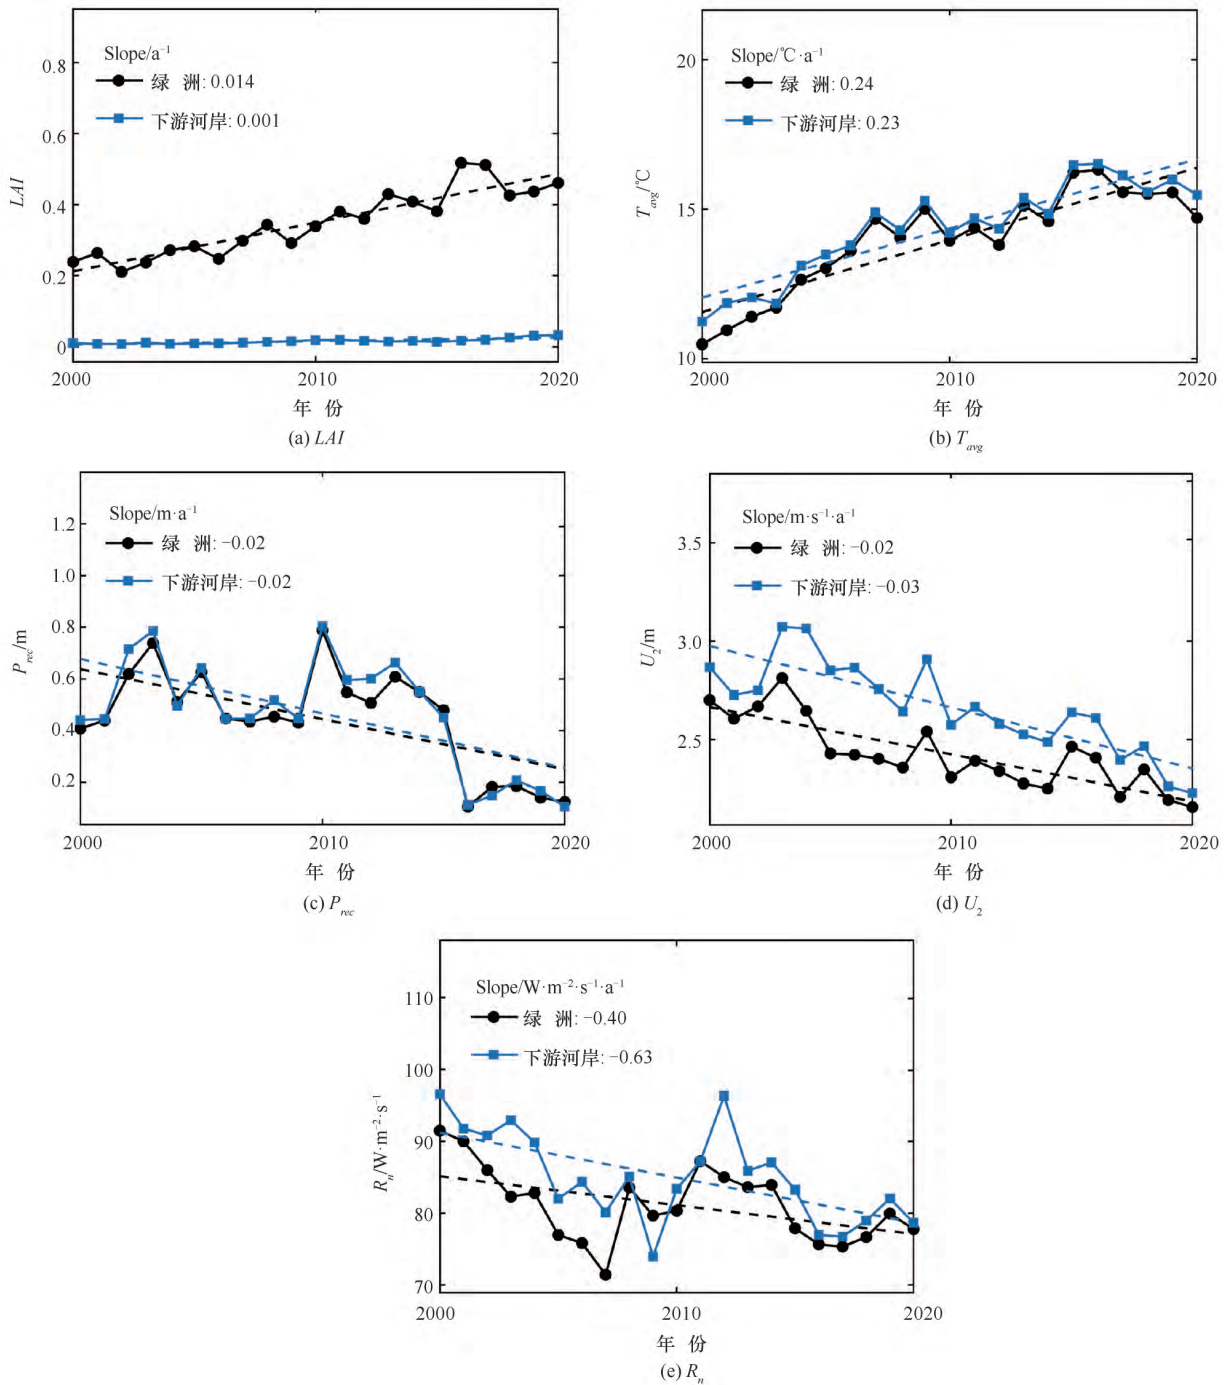 Slope/a⁻¹
绿 洲: 0.014
下游河岸: 0.001
0.8
0.6
0.4
0.2
0
LAI
2000
2010
2020
年 份
(a) LAI
Slope/℃·a⁻¹
绿 洲: 0.24
下游河岸: 0.23
20
15
10
T_avg/℃
2000
2010
2020
年 份
(b) T_avg
Slope/m·a⁻¹
绿 洲: −0.02
下游河岸: −0.02
1.2
1.0
0.8
0.6
0.4
0.2
P_rec/m
2000
2010
2020
年 份
(c) P_rec
Slope/m·s⁻¹·a⁻¹
绿 洲: −0.02
下游河岸: −0.03
3.5
3.0
2.5
U₂/m
2000
2010
2020
年 份
(d) U₂
Slope/W·m⁻²·s⁻¹·a⁻¹
绿 洲: −0.40
下游河岸: −0.63
110
100
90
80
70
R_n/W·m⁻²·s⁻¹
2000
2010
2020
年 份
(e) R_n